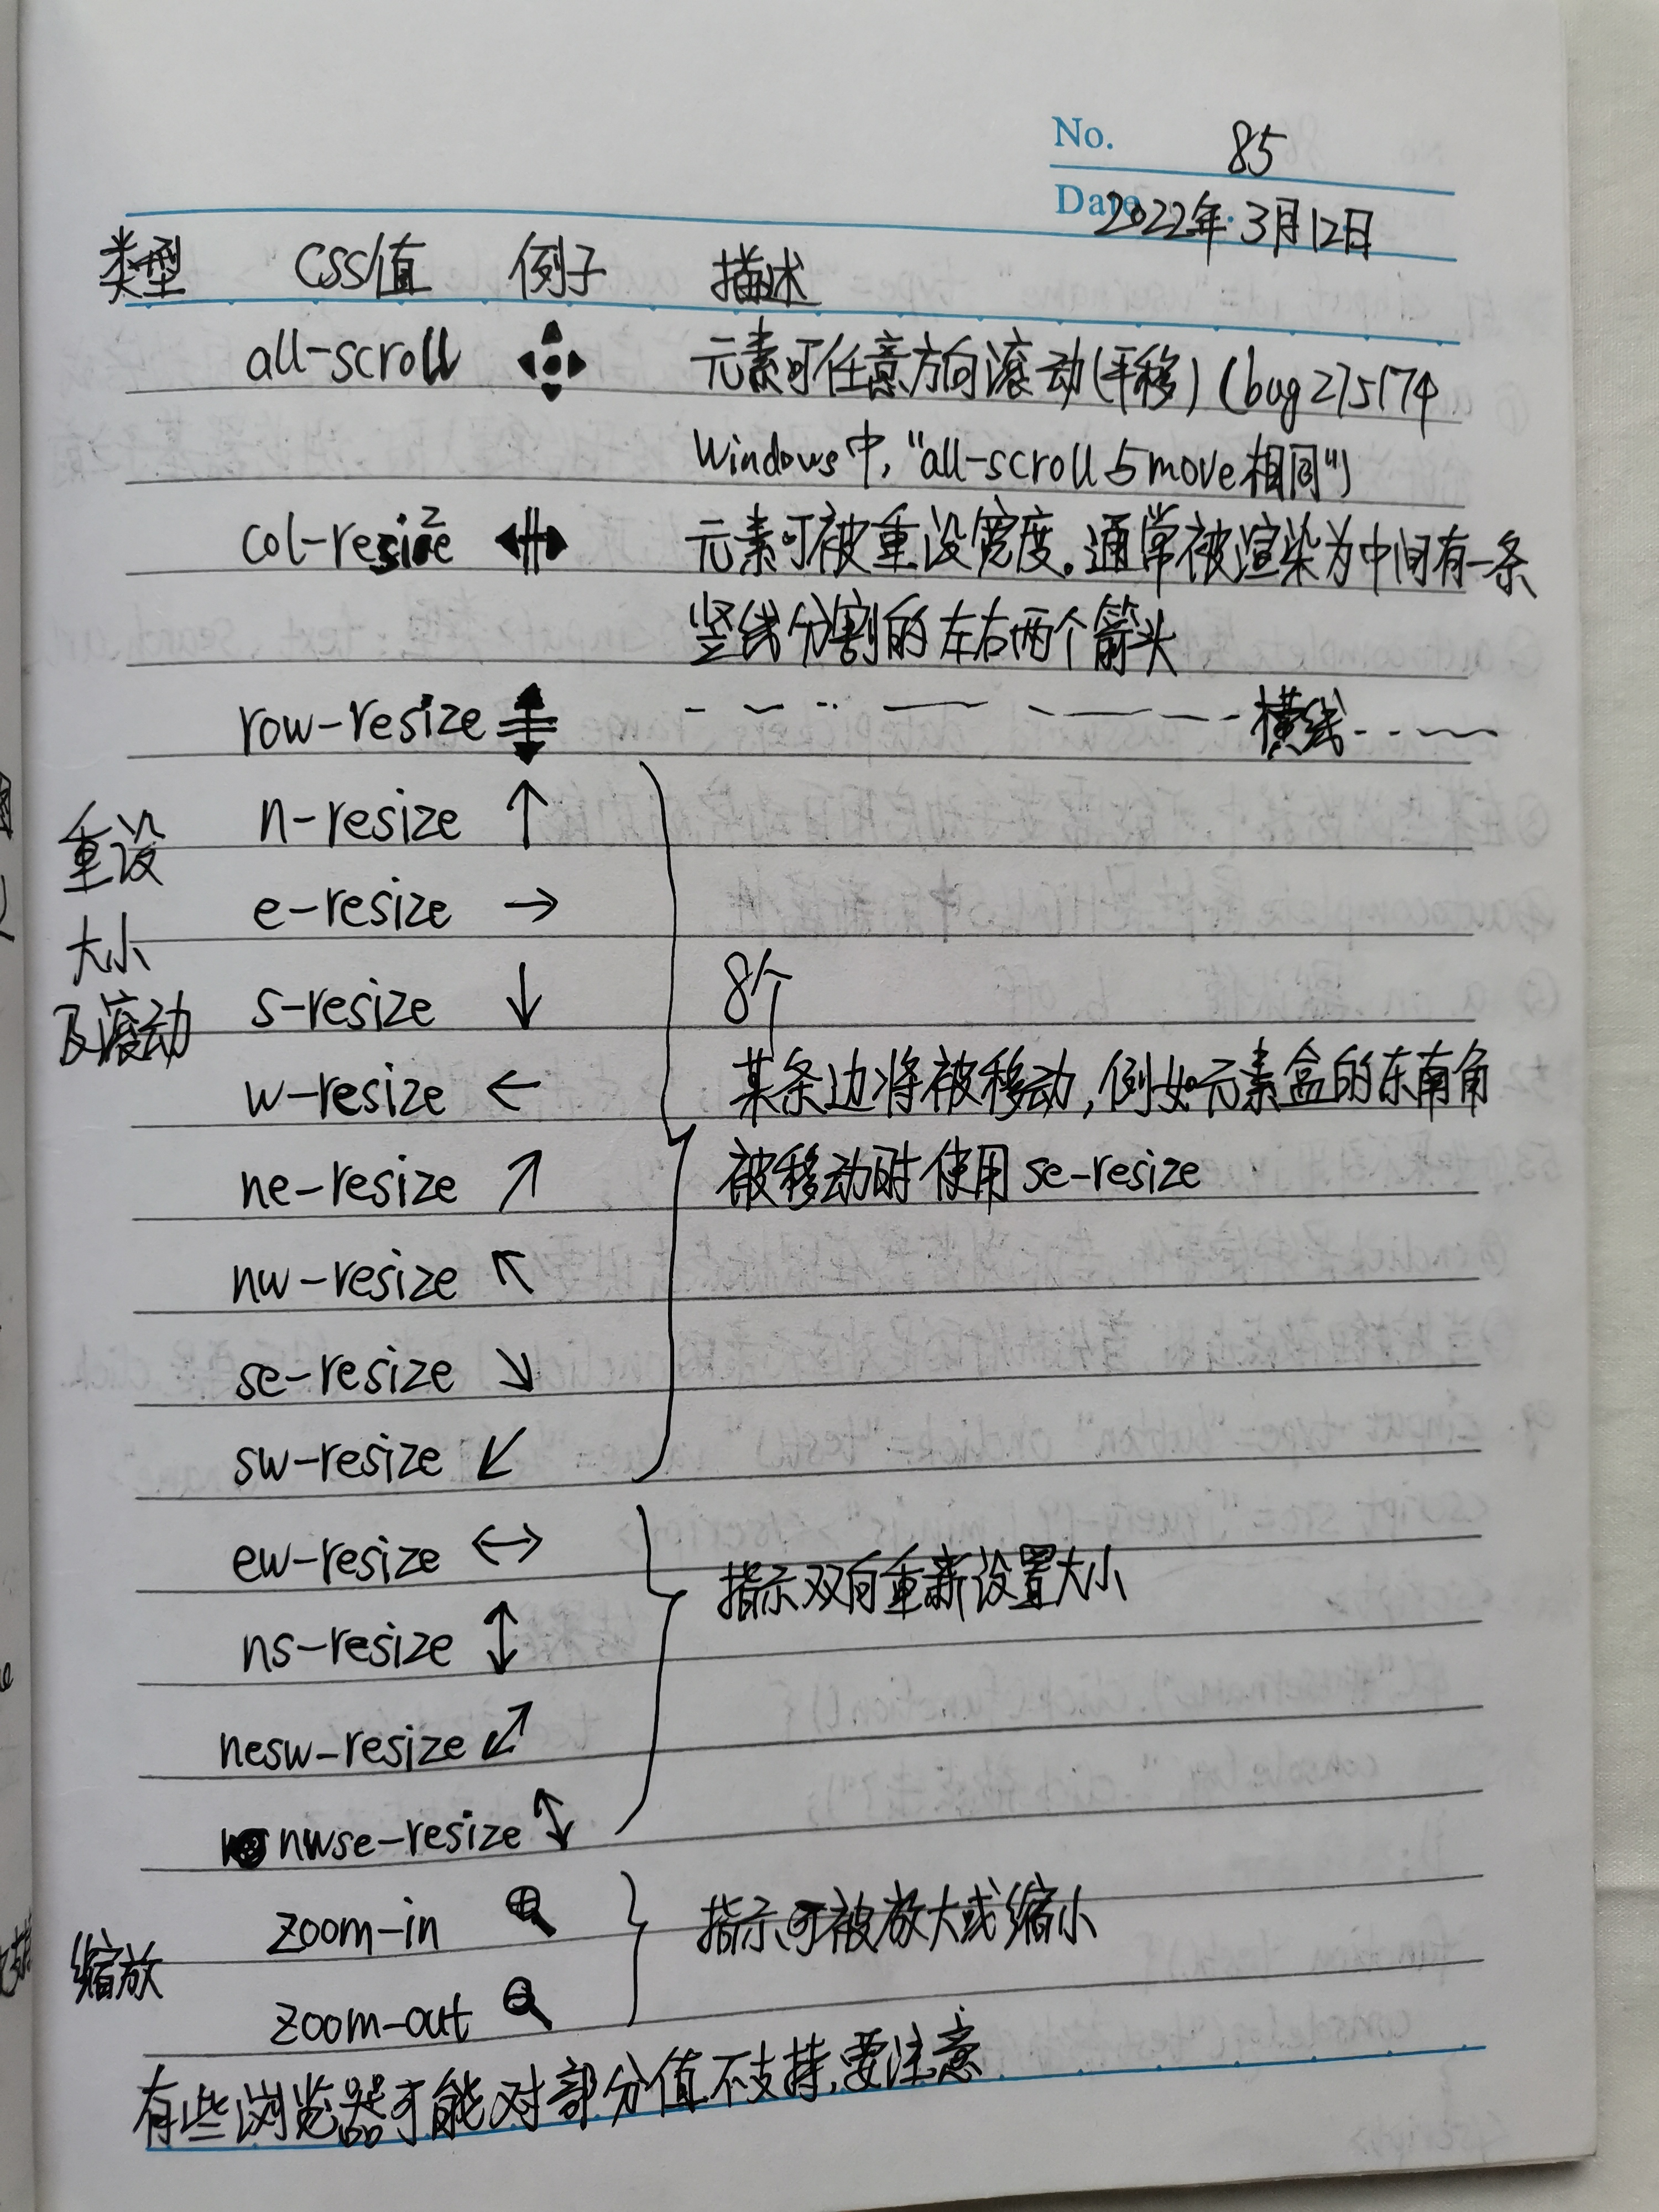 No. 85
Date 2022年.3月12日
类型 CSS值 例子 描述
all-scroll 元素可任意方向滚动(平移)(bug 275174
Windows中,"all-scroll与move相同")
col-resize 元素可被重设宽度。通常被渲染为中间有一条
竖线分割的左右两个箭头
row-resize 横线
n-resize ↑
重设
e-resize →
大小
s-resize ↓ 8个
及滚动
w-resize ← 某条边将被移动,例如元素盒的东南角
ne-resize ↗ 被移动时使用se-resize
nw-resize ↖
se-resize ↘
sw-resize ↙
ew-resize ↔ 指示双向重新设置大小
ns-resize ↕
nesw-resize ⤢
nwse-resize ⤡
zoom-in 指示可被放大或缩小
缩放
zoom-out
有些浏览器可能对部分值不支持,要注意